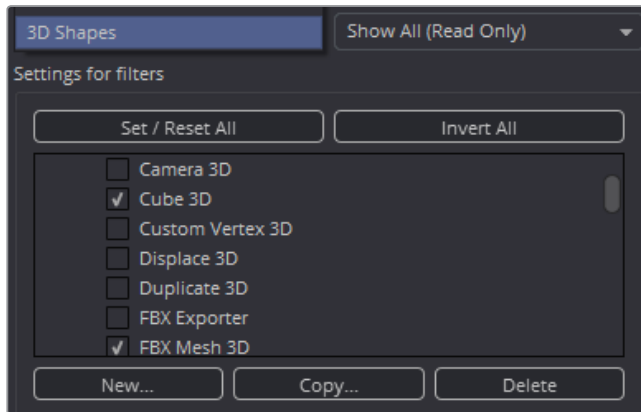 3D Shapes
Show All (Read Only)
Settings for filters
Set / Reset All
Invert All
Camera 3D
Cube 3D
Custom Vertex 3D
Displace 3D
Duplicate 3D
FBX Exporter
FBX Mesh 3D
New...
Copy...
Delete